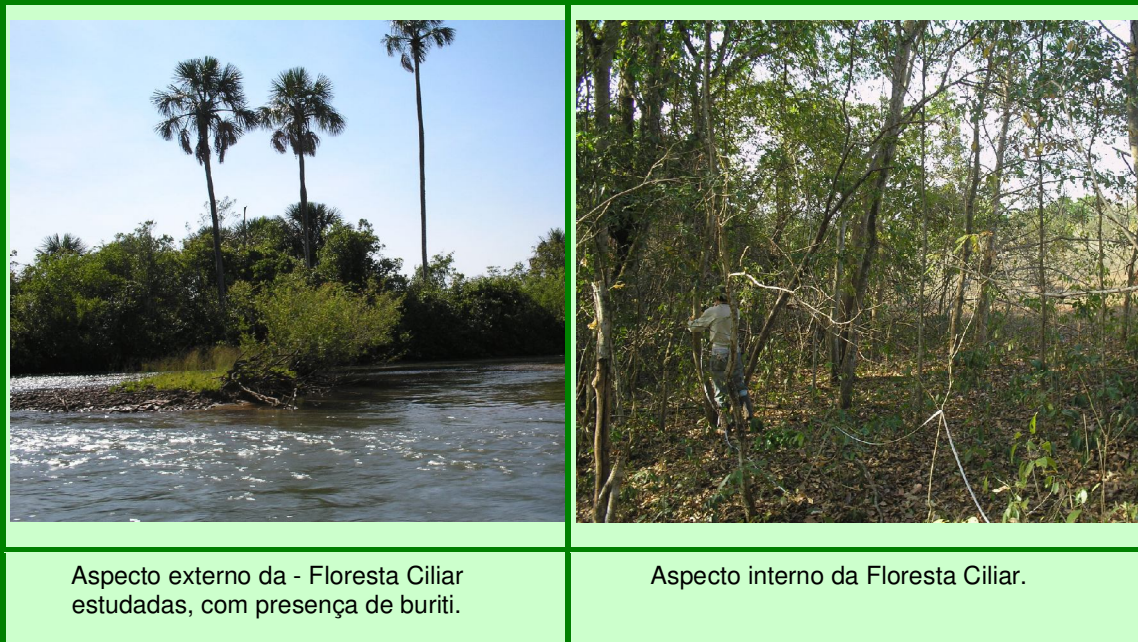 Aspecto externo da - Floresta Ciliar
estudadas, com presença de buriti.
Aspecto interno da Floresta Ciliar.